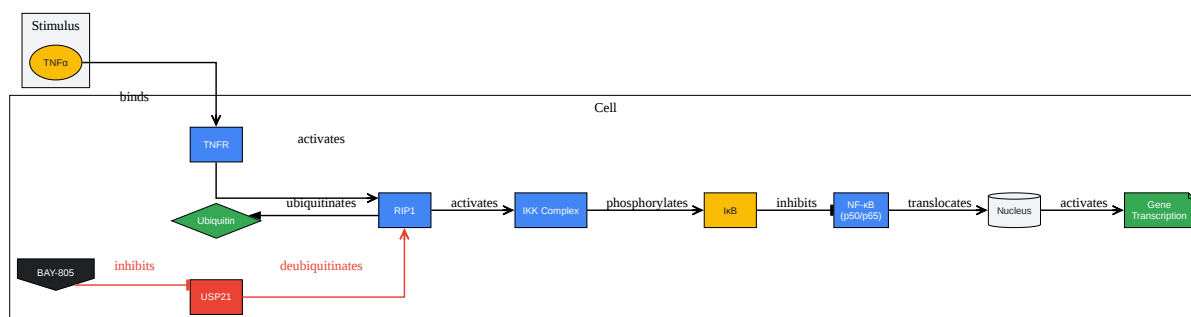 Stimulus
TNFα
binds
Cell
TNFR
activates
Ubiquitin
ubiquitinates
RIP1
activates
IKK Complex
phosphorylates
IκB
inhibits
NF-κB
(p50/p65)
translocates
Nucleus
activates
Gene
Transcription
BAY-805
inhibits
USP21
deubiquitinates